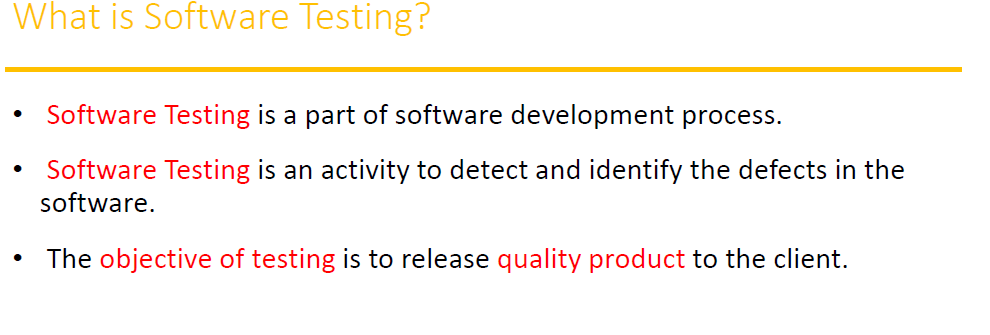 What is Software Testing?
• Software Testing is a part of software development process.
• Software Testing is an activity to detect and identify the defects in the
software.
• The objective of testing is to release quality product to the client.